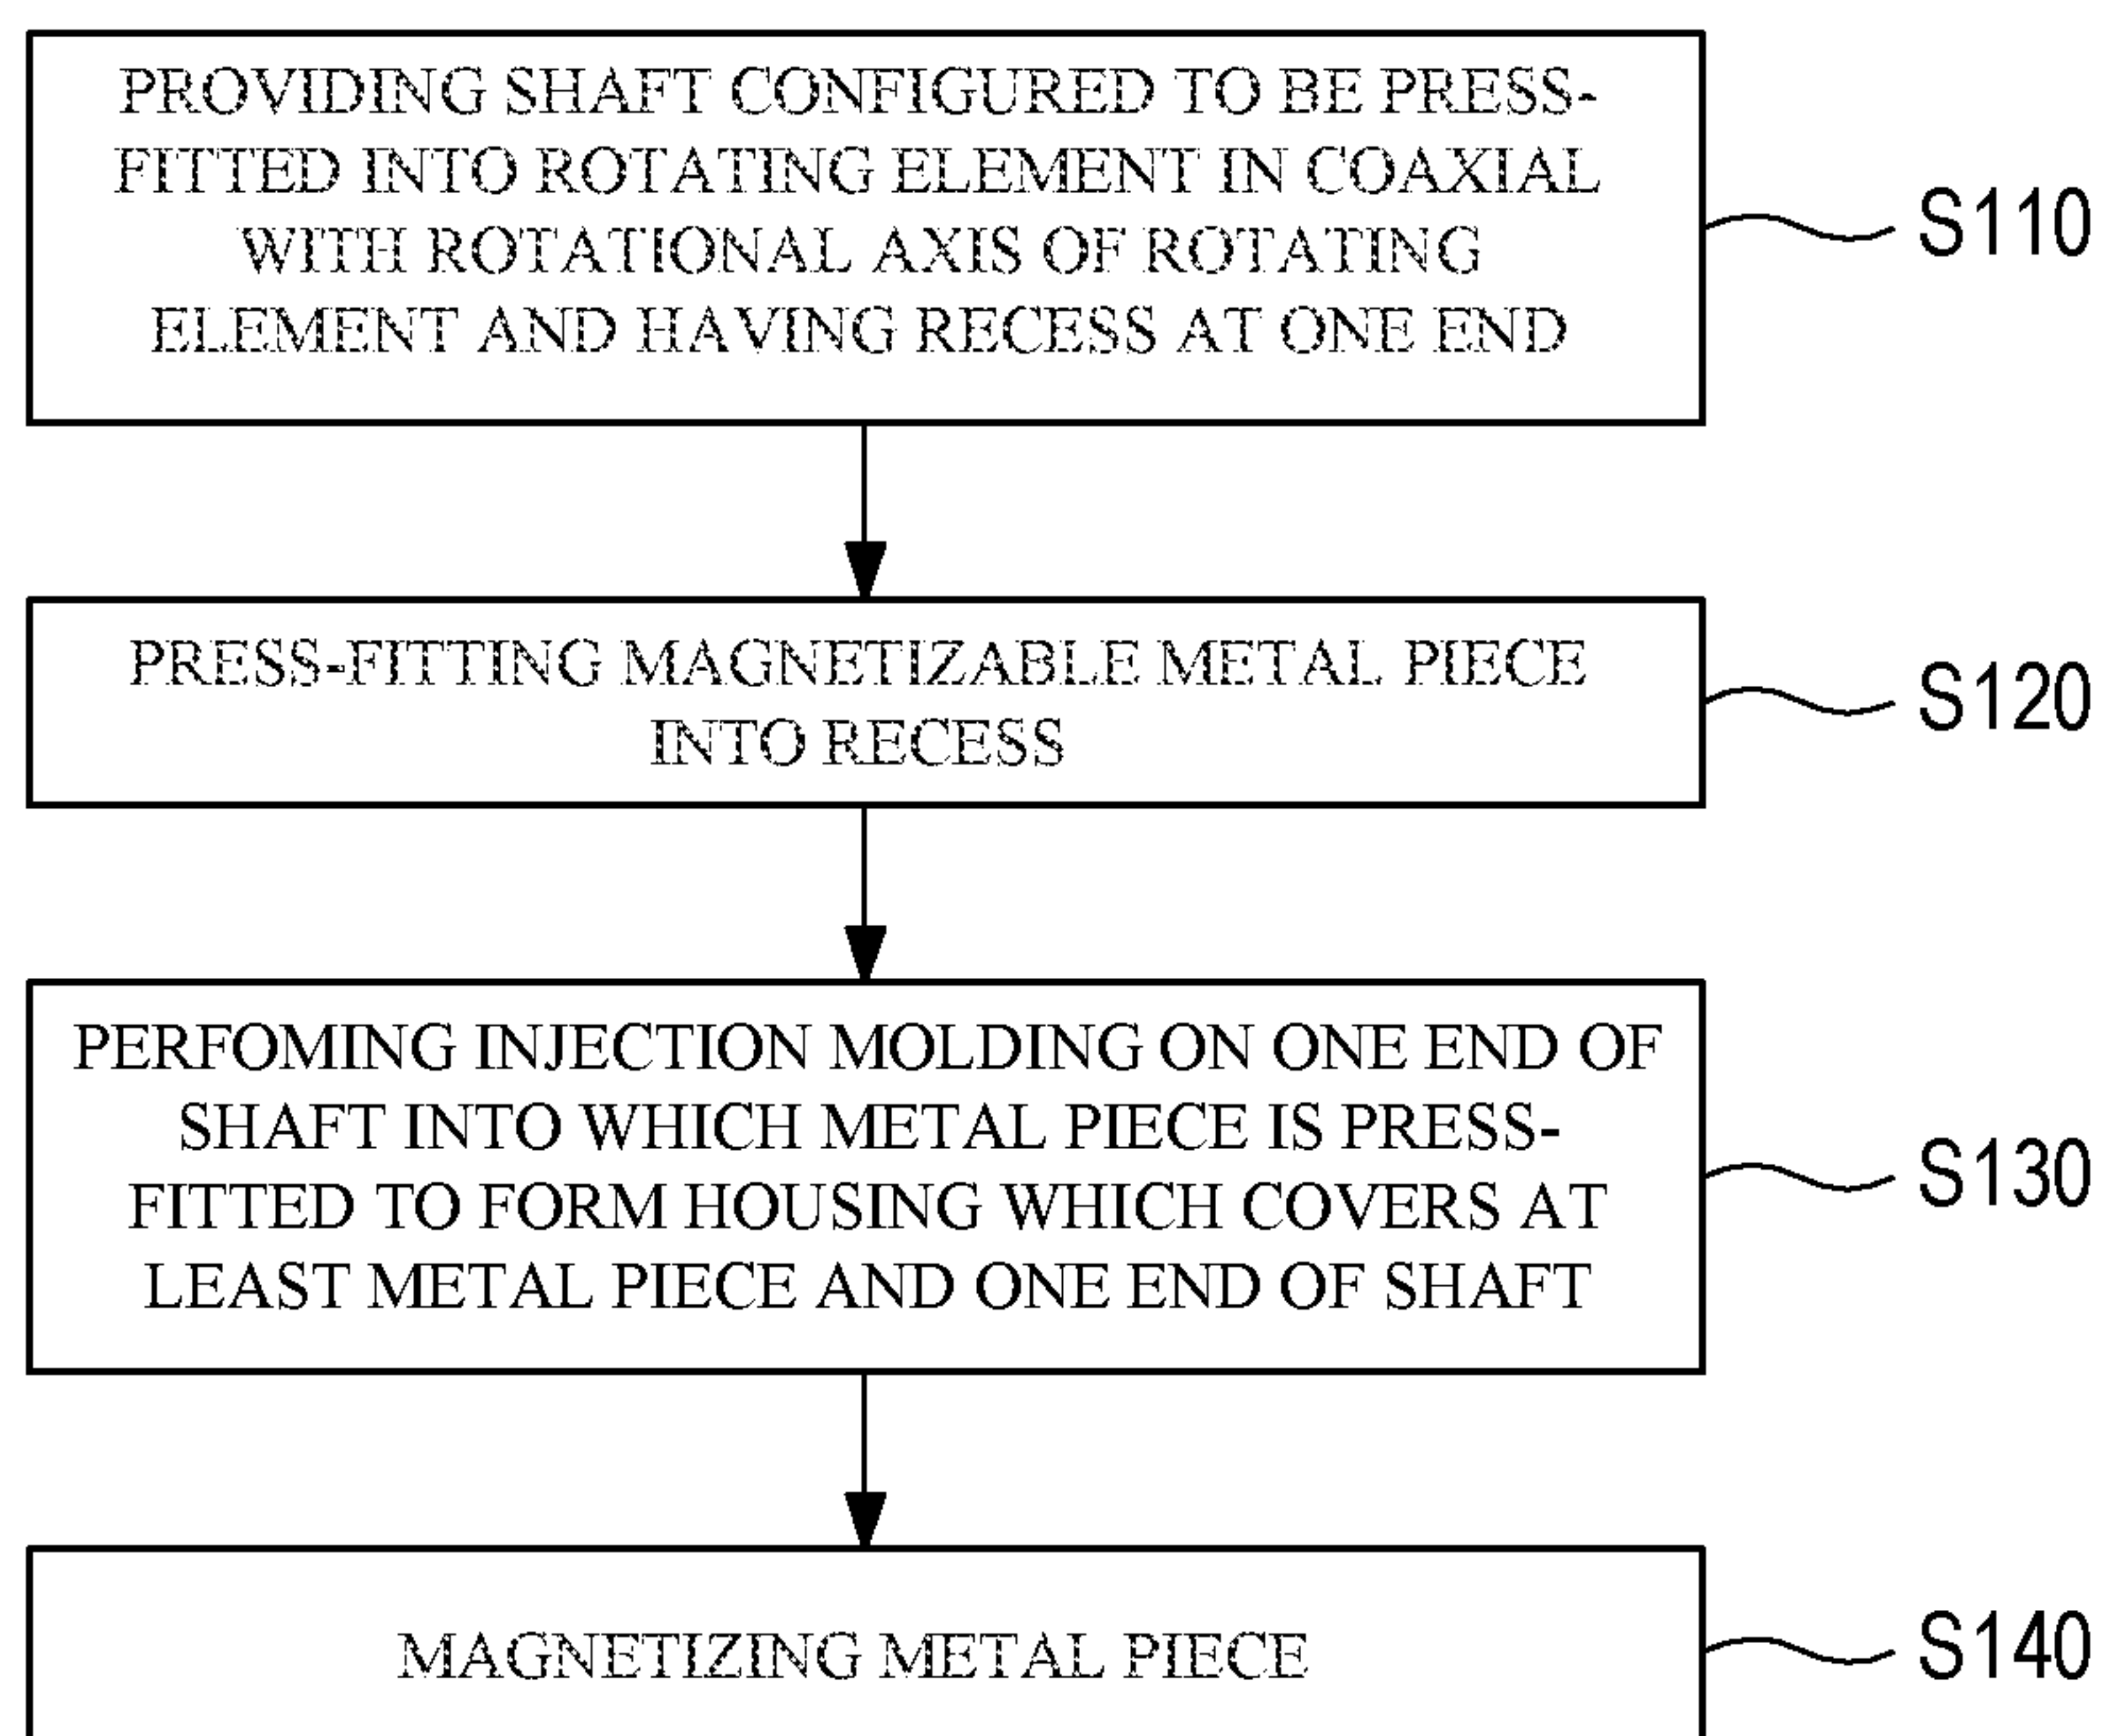 PROVIDING SHAFT CONFIGURED TO BE PRESS-
FITTED INTO ROTATING ELEMENT IN COAXIAL
WITH ROTATIONAL AXIS OF ROTATING
ELEMENT AND HAVING RECESS AT ONE END
S110
PRESS-FITTING MAGNETIZABLE METAL PIECE
INTO RECESS
S120
PERFOMING INJECTION MOLDING ON ONE END OF
SHAFT INTO WHICH METAL PIECE IS PRESS-
FITTED TO FORM HOUSING WHICH COVERS AT
LEAST METAL PIECE AND ONE END OF SHAFT
S130
MAGNETIZING METAL PIECE
S140